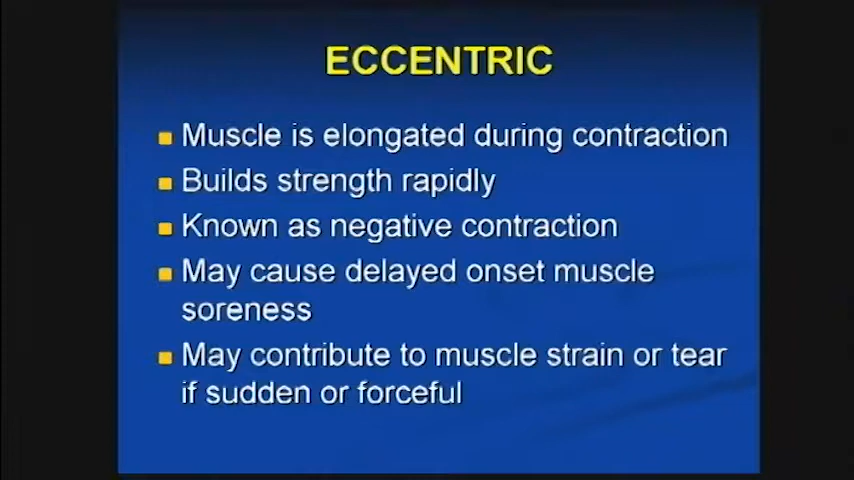 ECCENTRIC
Muscle is elongated during contraction
Builds strength rapidly
Known as negative contraction
May cause delayed onset muscle
soreness
May contribute to muscle strain or tear
if sudden or forceful